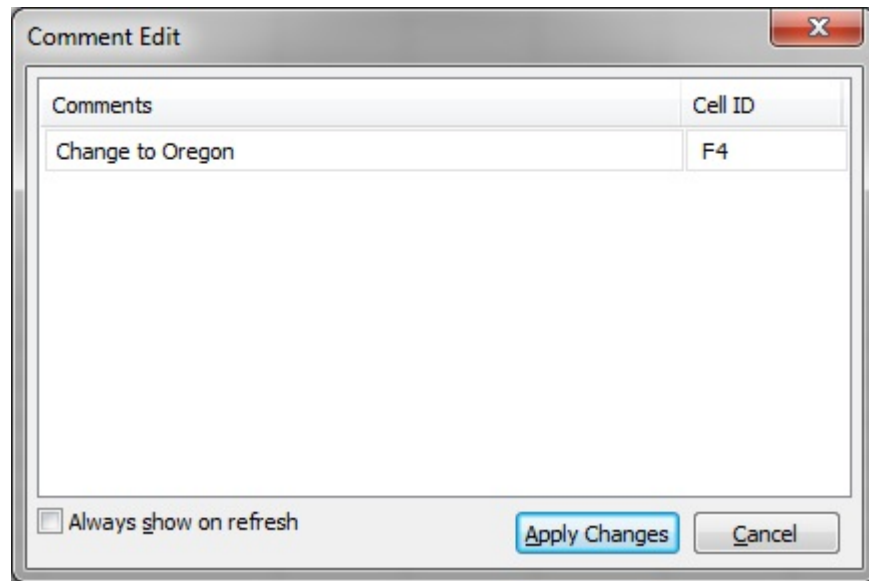 Comment Edit
Comments Cell ID
Change to Oregon F4
Always show on refresh Apply Changes Cancel